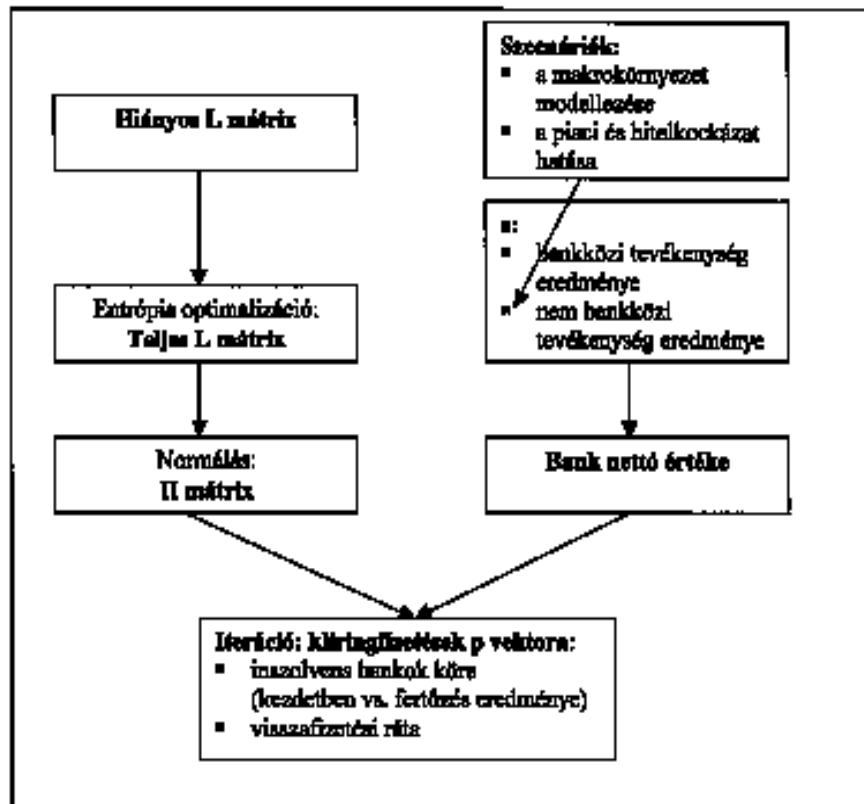 Hiányos L mátrix
Entrópia optimalizáció:
Teljes L mátrix
Normálás:
Π mátrix
Szcenáriók:
▪ a makrokörnyezet
modellezése
▪ a piaci és hitelkockázat
hatása
▪ bankközi tevékenység
eredménye
▪ nem bankközi
tevékenység eredménye
Bank nettó értéke
Iteráció: klíringfizetések p vektora:
▪ inszolvens bankok köre
(kezdetben vs. fertőzés eredménye)
▪ visszafizetési ráta